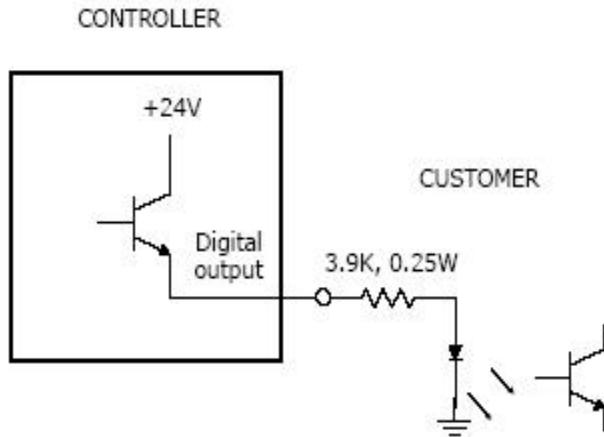 CONTROLLER
+24V
CUSTOMER
Digital
output
3.9K, 0.25W